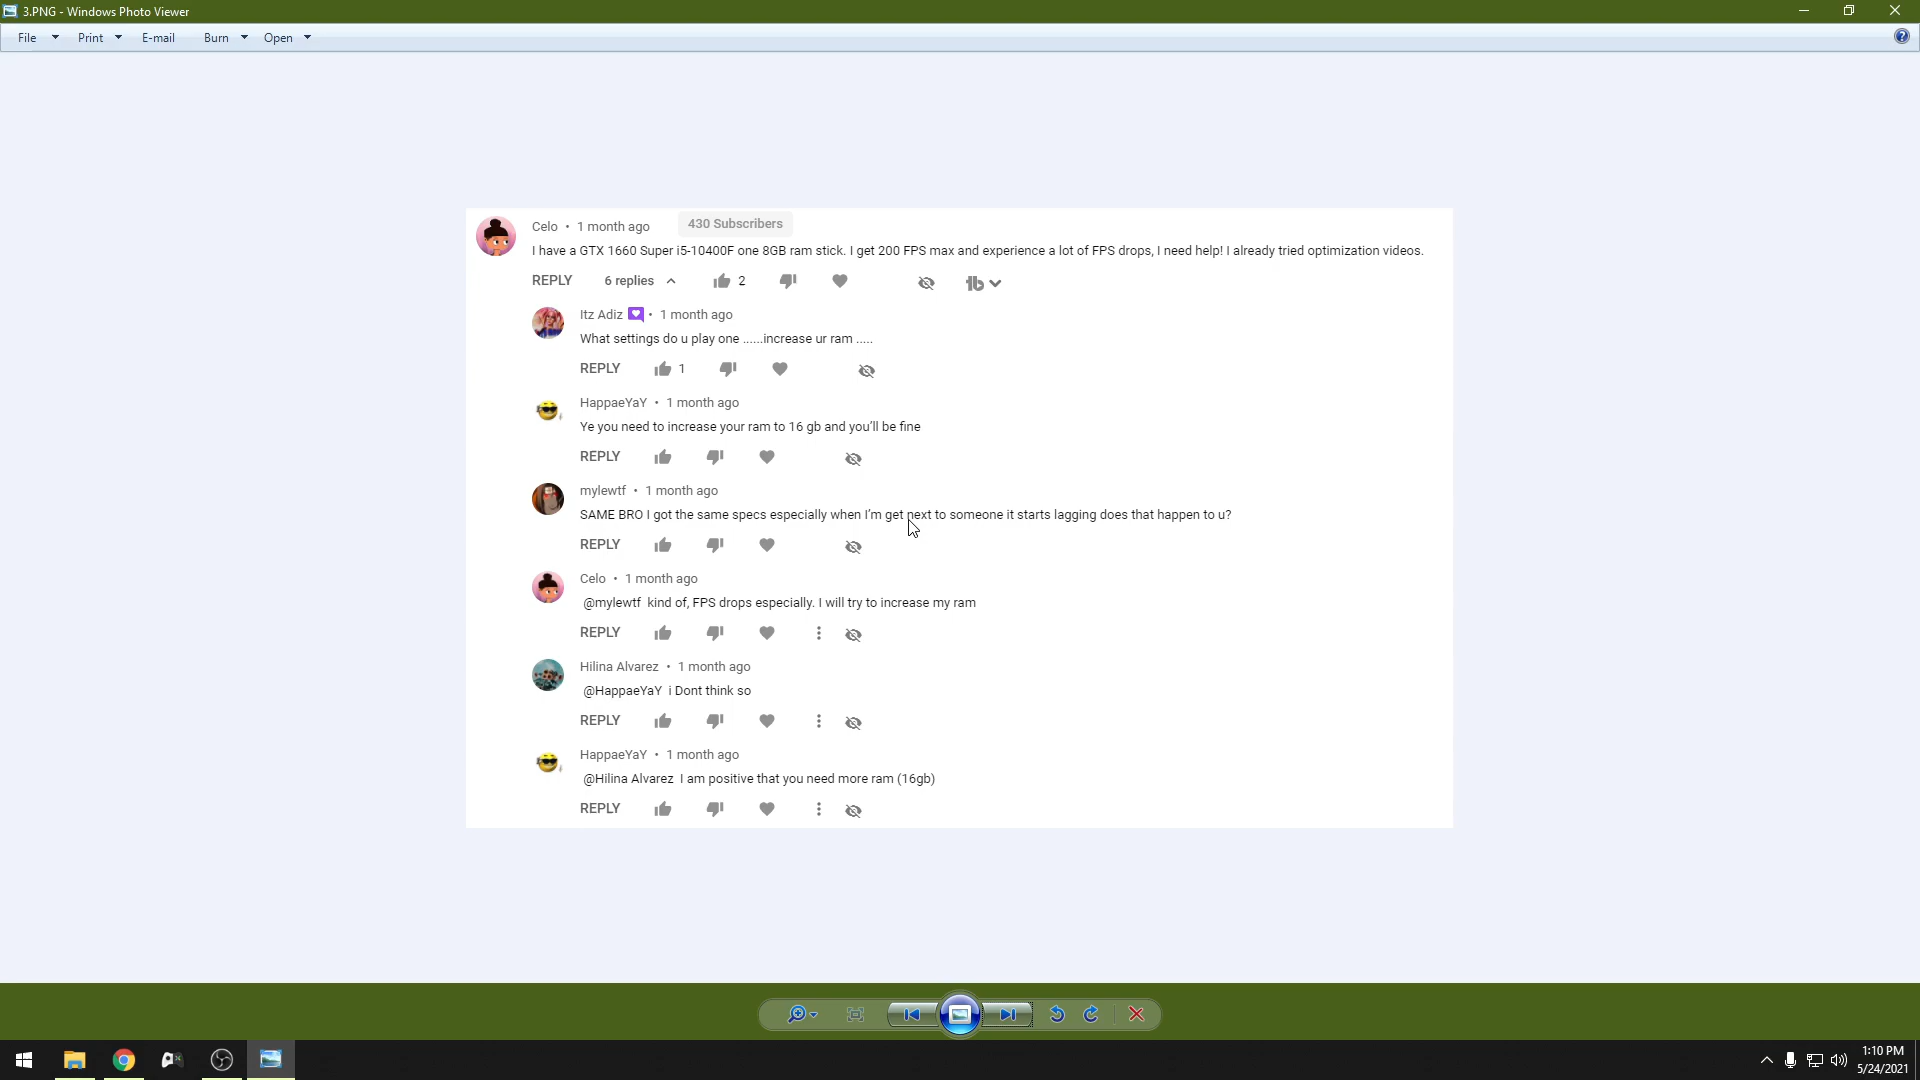 3.PNG - Windows Photo Viewer
File Print E-mail Burn Open
Celo • 1 month ago 430 Subscribers
I have a GTX 1660 Super i5-10400F one 8GB ram stick. I get 200 FPS max and experience a lot of FPS drops, I need help! I already tried optimization videos.
REPLY 6 replies 2
Itz Adiz • 1 month ago
What settings do u play one ......increase ur ram .....
REPLY 1
HappaeYaY • 1 month ago
Ye you need to increase your ram to 16 gb and you'll be fine
REPLY
mylewtf • 1 month ago
SAME BRO I got the same specs especially when I'm get next to someone it starts lagging does that happen to u?
REPLY
Celo • 1 month ago
@mylewtf kind of, FPS drops especially. I will try to increase my ram
REPLY
Hilina Alvarez • 1 month ago
@HappaeYaY i Dont think so
REPLY
HappaeYaY • 1 month ago
@Hilina Alvarez I am positive that you need more ram (16gb)
REPLY
1:10 PM
5/24/2021